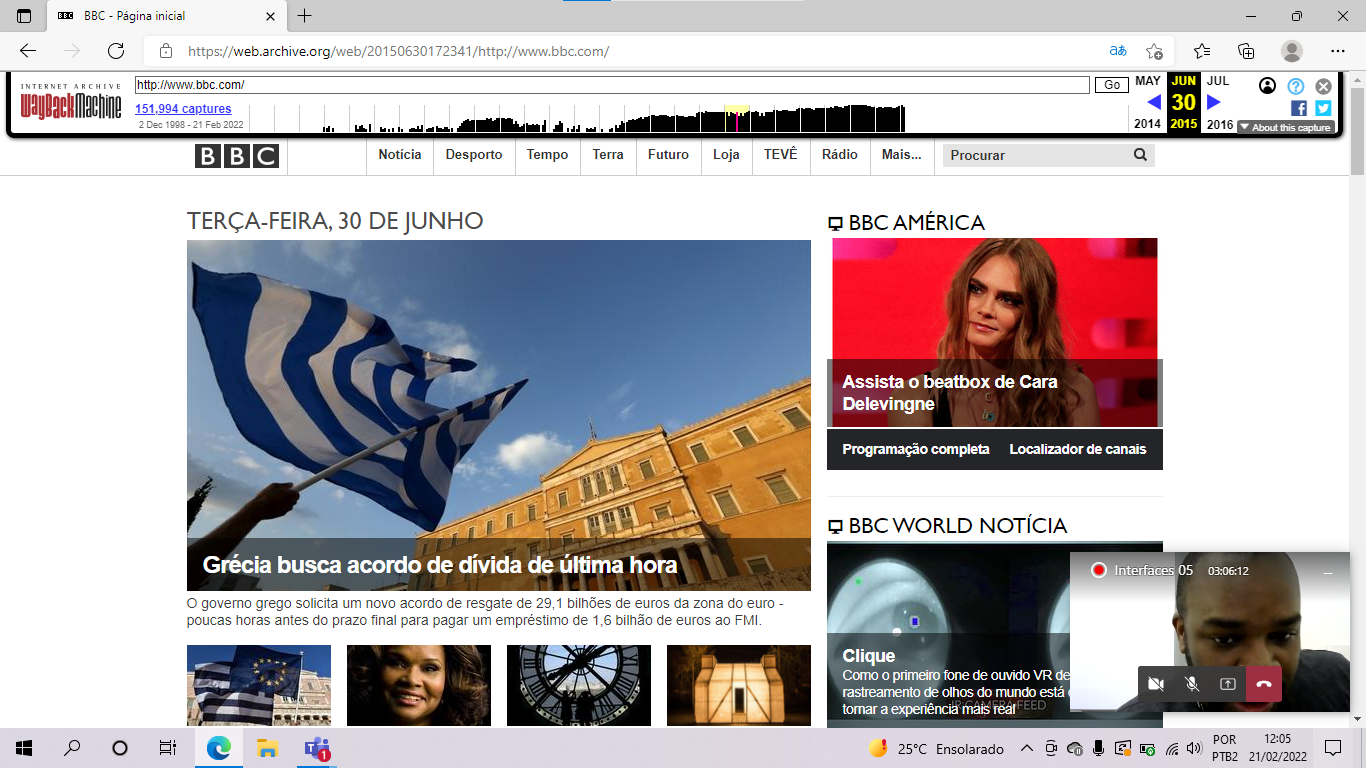 BBC - Página inicial
https://web.archive.org/web/20150630172341/http://www.bbc.com/
INTERNET ARCHIVE
WayBackMachine
http://www.bbc.com/
Go
151,994 captures
2 Dec 1998 - 21 Feb 2022
MAY JUN JUL
30
2014 2015 2016
About this capture
BBC
Notícia Desporto Tempo Terra Futuro Loja TEVÊ Rádio Mais... Procurar
TERÇA-FEIRA, 30 DE JUNHO
Grécia busca acordo de dívida de última hora
O governo grego solicita um novo acordo de resgate de 29,1 bilhões de euros da zona do euro -
poucas horas antes do prazo final para pagar um empréstimo de 1,6 bilhão de euros ao FMI.
BBC AMÉRICA
Assista o beatbox de Cara
Delevingne
Programação completa Localizador de canais
BBC WORLD NOTÍCIA
Clique
Como o primeiro fone de ouvido VR de
rastreamento de olhos do mundo está
tornar a experiência mais real
IR CAMERA FEED
Interfaces 05 03:06:12
1
25°C Ensolarado
POR
PTB2
12:05
21/02/2022